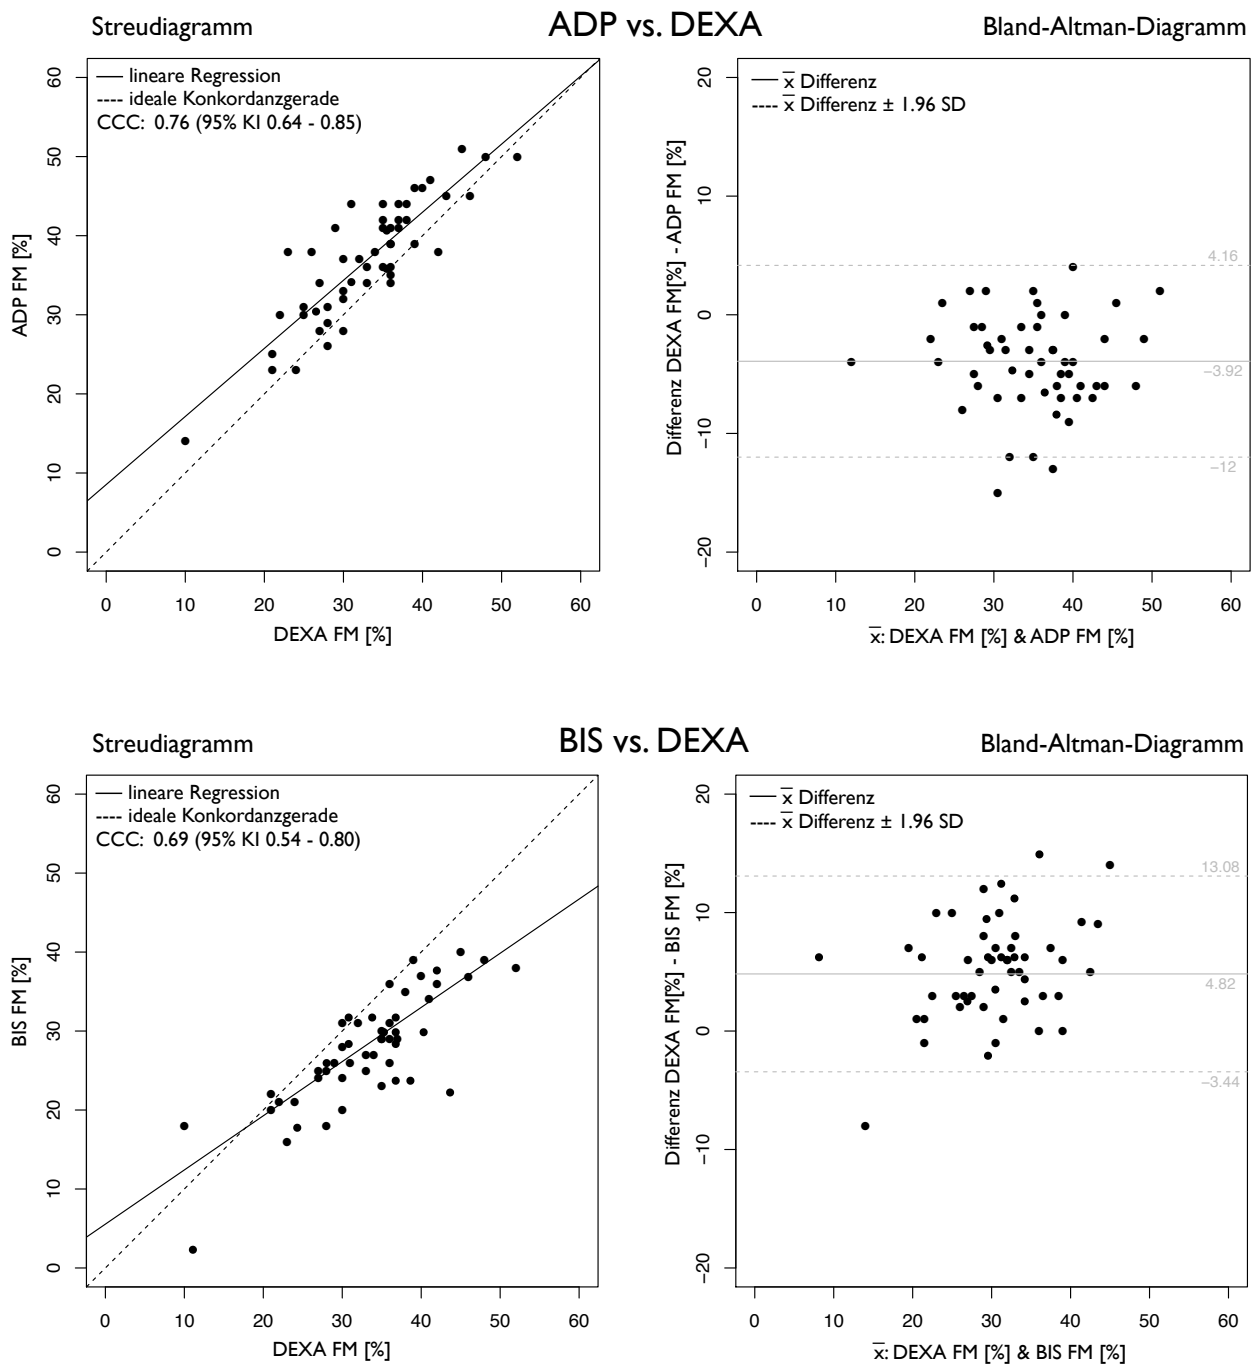 Streudiagramm
ADP vs. DEXA
Bland-Altman-Diagramm
lineare Regression
ideale Konkordanzgerade
CCC: 0.76 (95% KI 0.64 - 0.85)
ADP FM [%]
0
10
20
30
40
50
60
0 10 20 30 40 50 60
DEXA FM [%]
x̅ Differenz
x̅ Differenz ± 1.96 SD
Differenz DEXA FM[%] - ADP FM [%]
20
10
0
−10
−20
4.16
−3.92
−12
0 10 20 30 40 50 60
x̅: DEXA FM [%] & ADP FM [%]
Streudiagramm
BIS vs. DEXA
Bland-Altman-Diagramm
lineare Regression
ideale Konkordanzgerade
CCC: 0.69 (95% KI 0.54 - 0.80)
BIS FM [%]
0
10
20
30
40
50
60
0 10 20 30 40 50 60
DEXA FM [%]
x̅ Differenz
x̅ Differenz ± 1.96 SD
Differenz DEXA FM[%] - BIS FM [%]
20
10
0
−10
−20
13.08
4.82
−3.44
0 10 20 30 40 50 60
x̅: DEXA FM [%] & BIS FM [%]